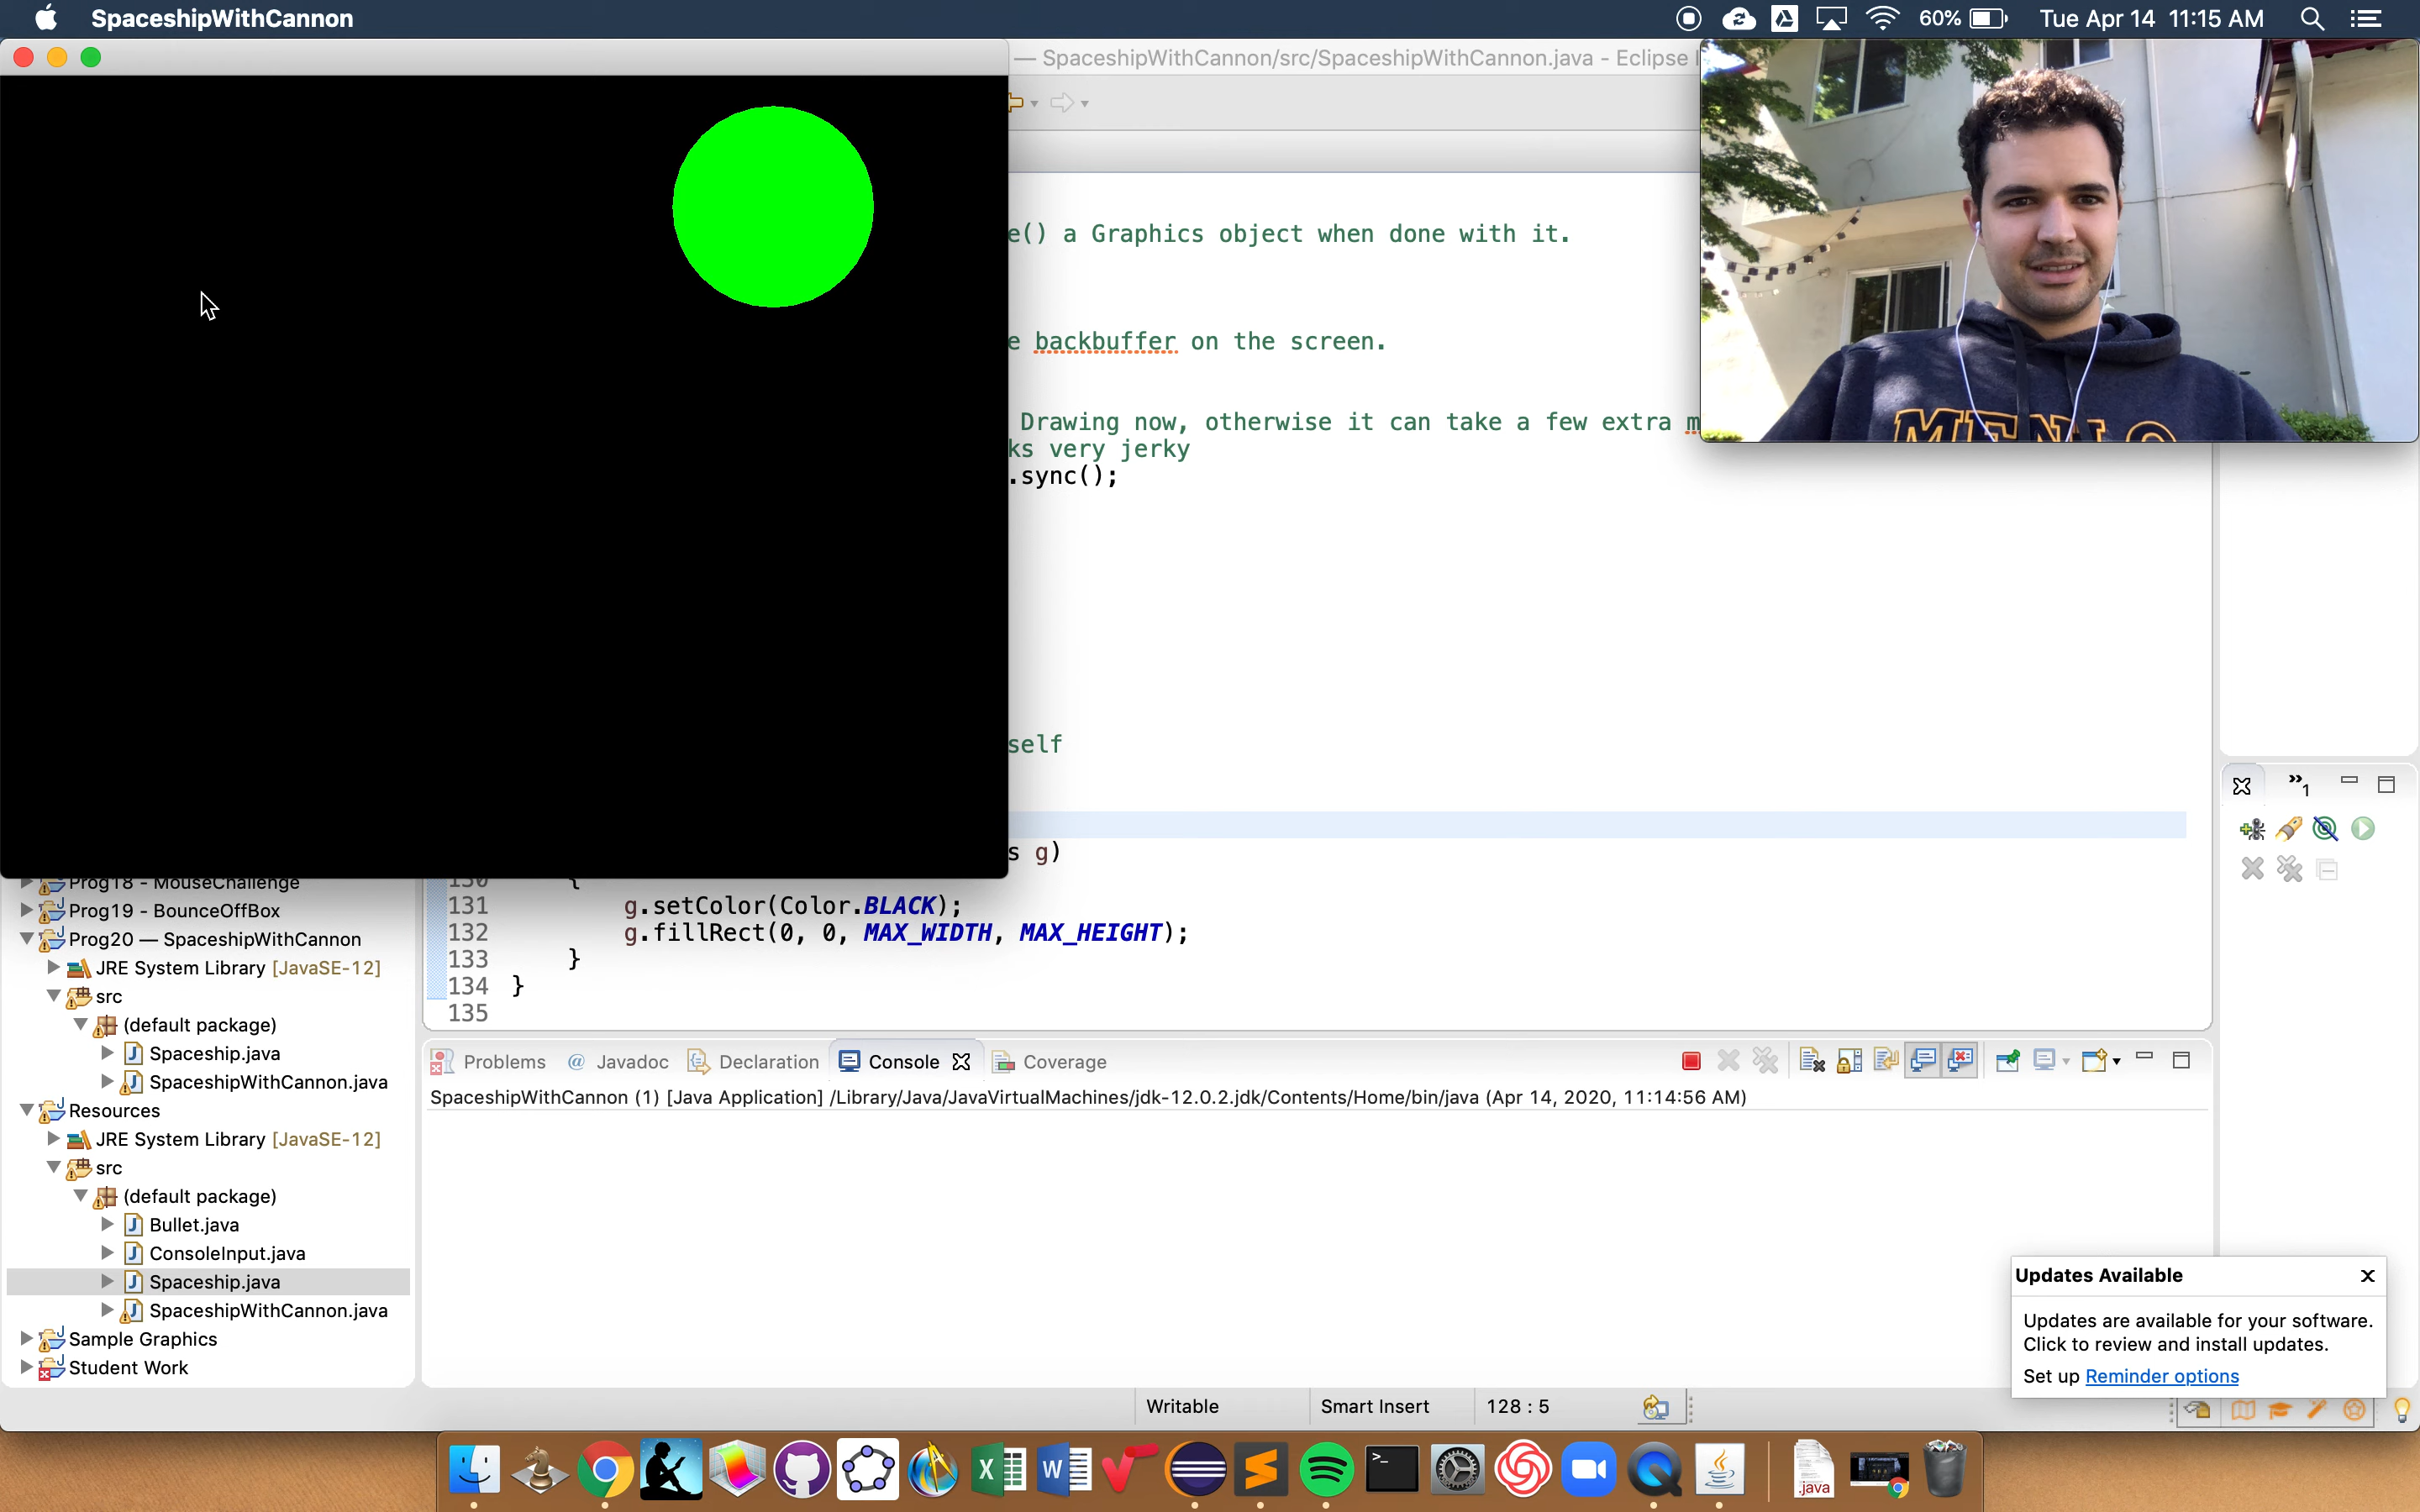 SpaceshipWithCannon
60%
Tue Apr 14 11:15 AM
— SpaceshipWithCannon/src/SpaceshipWithCannon.java - Eclipse
e() a Graphics object when done with it.
e backbuffer on the screen.
Drawing now, otherwise it can take a few extra m
ks very jerky
.sync();
MENLO
self
s g)
130 {
131 g.setColor(Color.BLACK);
132 g.fillRect(0, 0, MAX_WIDTH, MAX_HEIGHT);
133 }
134 }
135
»1
Prog18 - MouseChallenge
Prog19 - BounceOffBox
Prog20 — SpaceshipWithCannon
JRE System Library [JavaSE-12]
src
(default package)
Spaceship.java
SpaceshipWithCannon.java
Resources
JRE System Library [JavaSE-12]
src
(default package)
Bullet.java
ConsoleInput.java
Spaceship.java
SpaceshipWithCannon.java
Sample Graphics
Student Work
Problems @ Javadoc Declaration Console Coverage
SpaceshipWithCannon (1) [Java Application] /Library/Java/JavaVirtualMachines/jdk-12.0.2.jdk/Contents/Home/bin/java (Apr 14, 2020, 11:14:56 AM)
Updates Available
Updates are available for your software.
Click to review and install updates.
Set up Reminder options
Writable
Smart Insert
128 : 5
.java